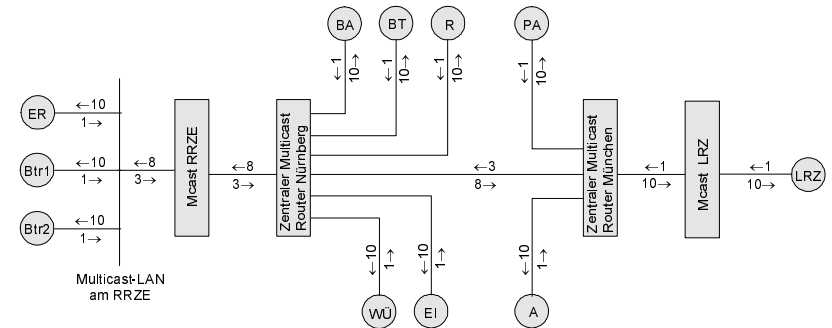 BA
BT
R
PA
←1
10→
←1
10→
←1
10→
←1
10→
ER
←10
1→
Btr1
←10
1→
←8
3→
Btr2
←10
1→
Mcast RRZE
←8
3→
Zentraler Multicast
Router Nürnberg
←3
8→
Zentraler Multicast
Router München
←1
10→
Mcast LRZ
←1
10→
LRZ
←10
1→
←10
1→
←10
1→
Multicast-LAN
am RRZE
WÜ
EI
A